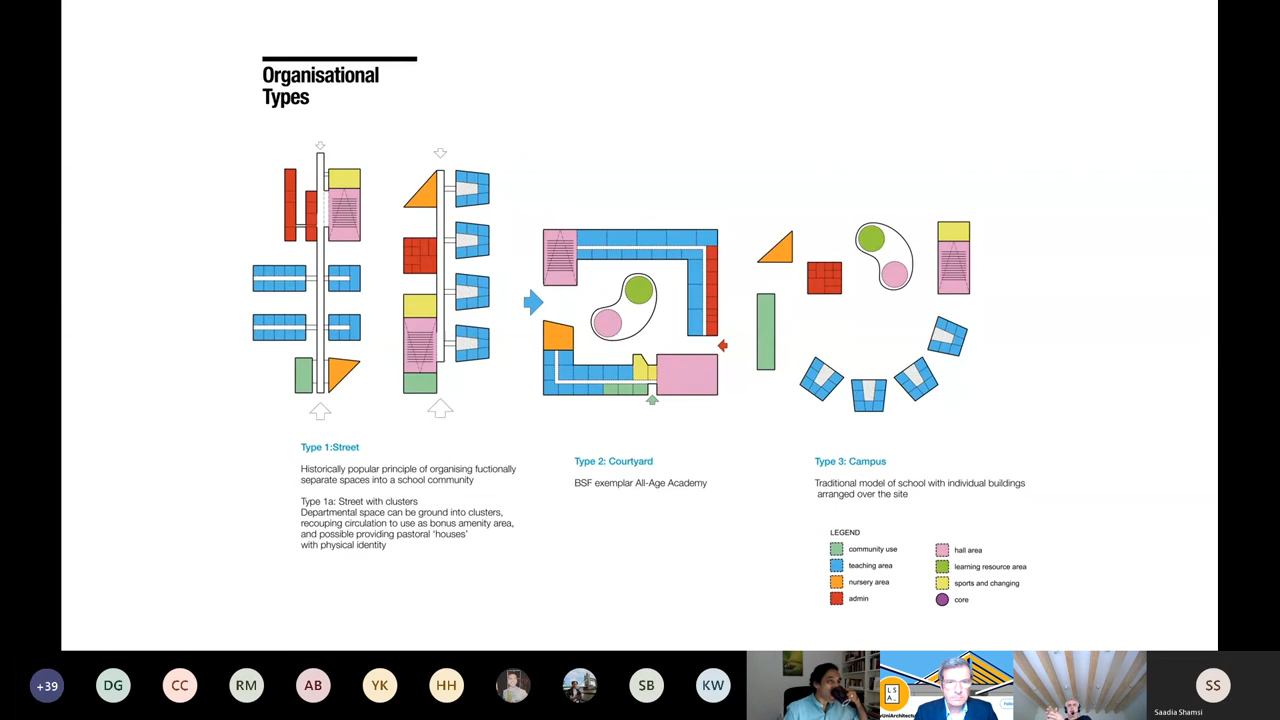 Organisational
Types
Type 1:Street
Historically popular principle of organising fuctionally
separate spaces into a school community
Type 1a: Street with clusters
Departmental space can be ground into clusters,
recouping circulation to use as bonus amenity area,
and possible providing pastoral ‘houses’
with physical identity
Type 2: Courtyard
BSF exemplar All-Age Academy
Type 3: Campus
Traditional model of school with individual buildings
arranged over the site
LEGEND
community use
teaching area
nursery area
admin
hall area
learning resource area
sports and changing
core
+39
DG
CC
RM
AB
YK
HH
SB
KW
L S
A
yUniArchitectu
SS
Saadia Shamsi